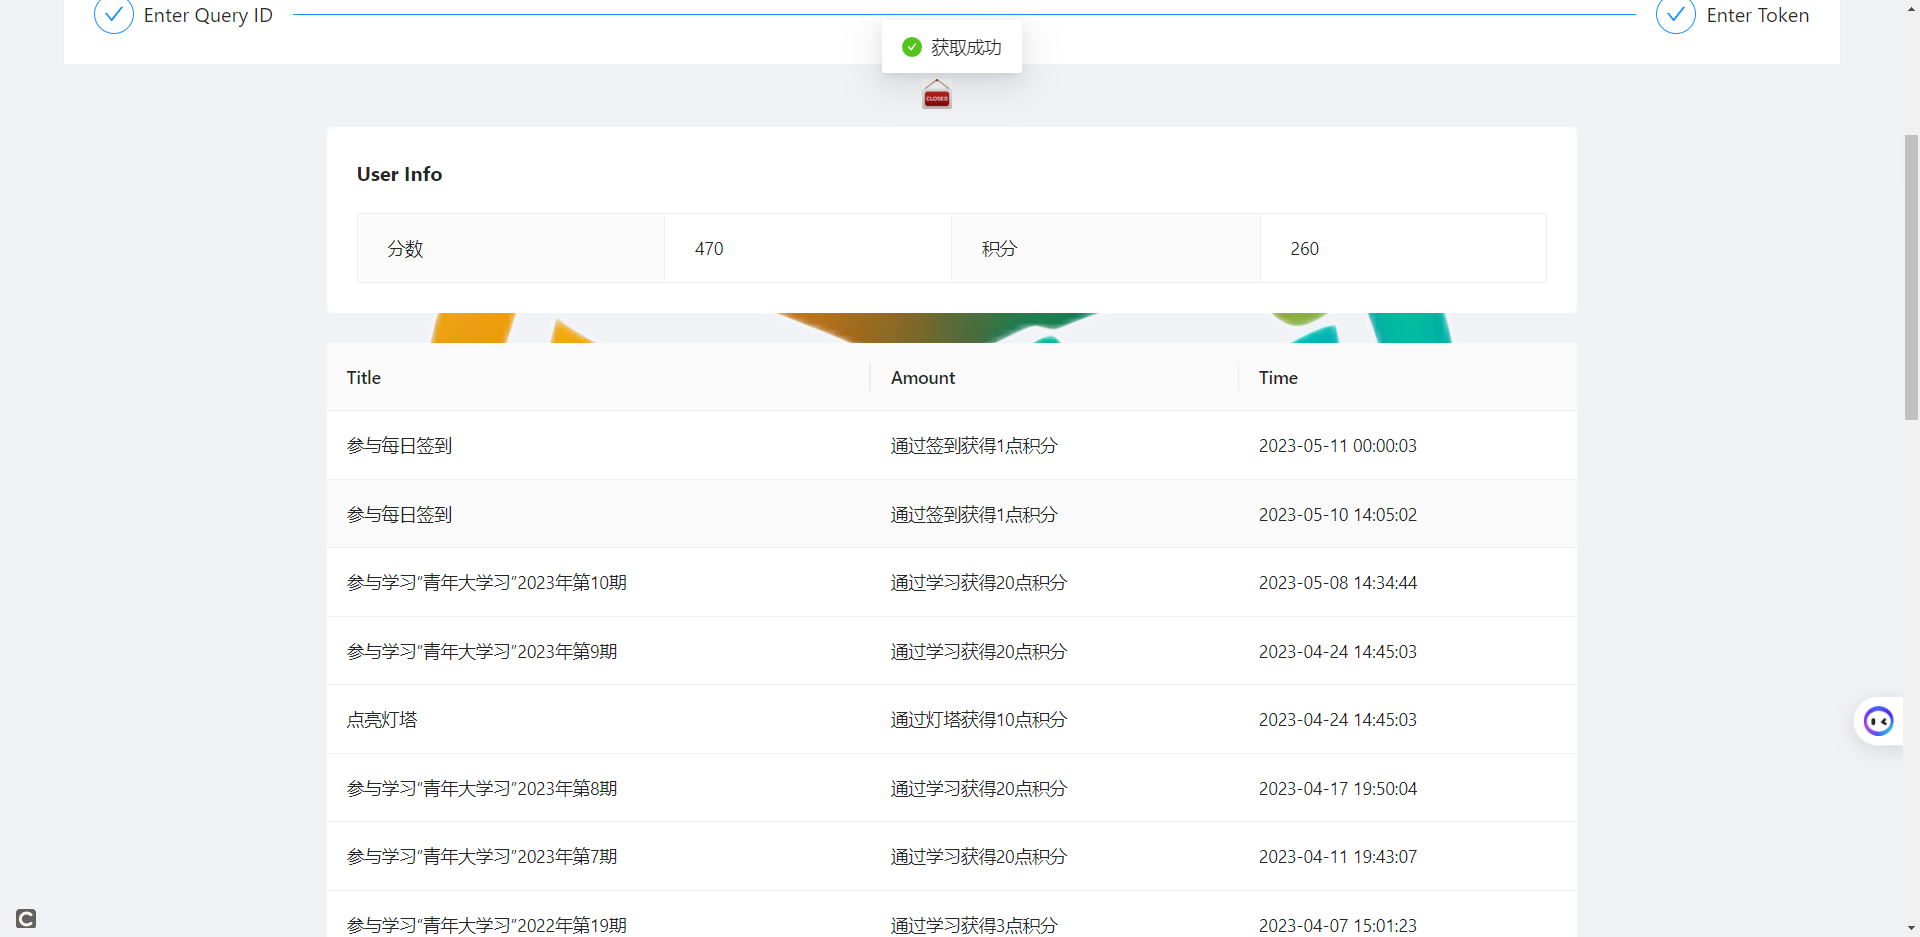 Enter Query ID
Enter Token
获取成功
CLOSED
User Info
分数 470 积分 260
Title Amount Time
参与每日签到 通过签到获得1点积分 2023-05-11 00:00:03
参与每日签到 通过签到获得1点积分 2023-05-10 14:05:02
参与学习“青年大学习”2023年第10期 通过学习获得20点积分 2023-05-08 14:34:44
参与学习“青年大学习”2023年第9期 通过学习获得20点积分 2023-04-24 14:45:03
点亮灯塔 通过灯塔获得10点积分 2023-04-24 14:45:03
参与学习“青年大学习”2023年第8期 通过学习获得20点积分 2023-04-17 19:50:04
参与学习“青年大学习”2023年第7期 通过学习获得20点积分 2023-04-11 19:43:07
参与学习“青年大学习”2022年第19期 通过学习获得3点积分 2023-04-07 15:01:23
C